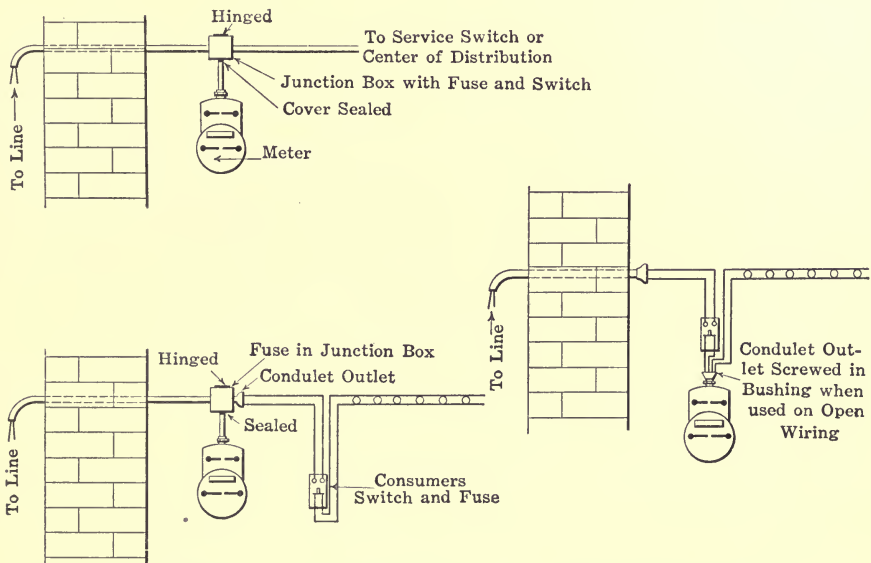 Hinged
To Service Switch or
Center of Distribution
Junction Box with Fuse and Switch
Cover Sealed
Meter
To Line
To Line
Condulet Out-
let Screwed in
Bushing when
used on Open
Wiring
Hinged
Fuse in Junction Box
Condulet Outlet
Sealed
To Line
Consumers
Switch and Fuse